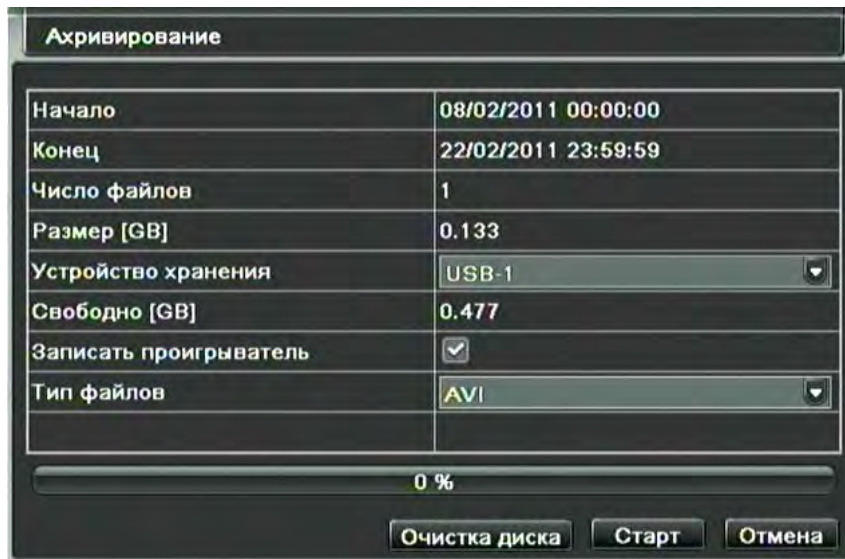 Ахривирование
Начало 08/02/2011 00:00:00
Конец 22/02/2011 23:59:59
Число файлов 1
Размер [GB] 0.133
Устройство хранения USB-1
Свободно [GB] 0.477
Записать проигрыватель
Тип файлов AVI
0 %
Очистка диска Старт Отмена